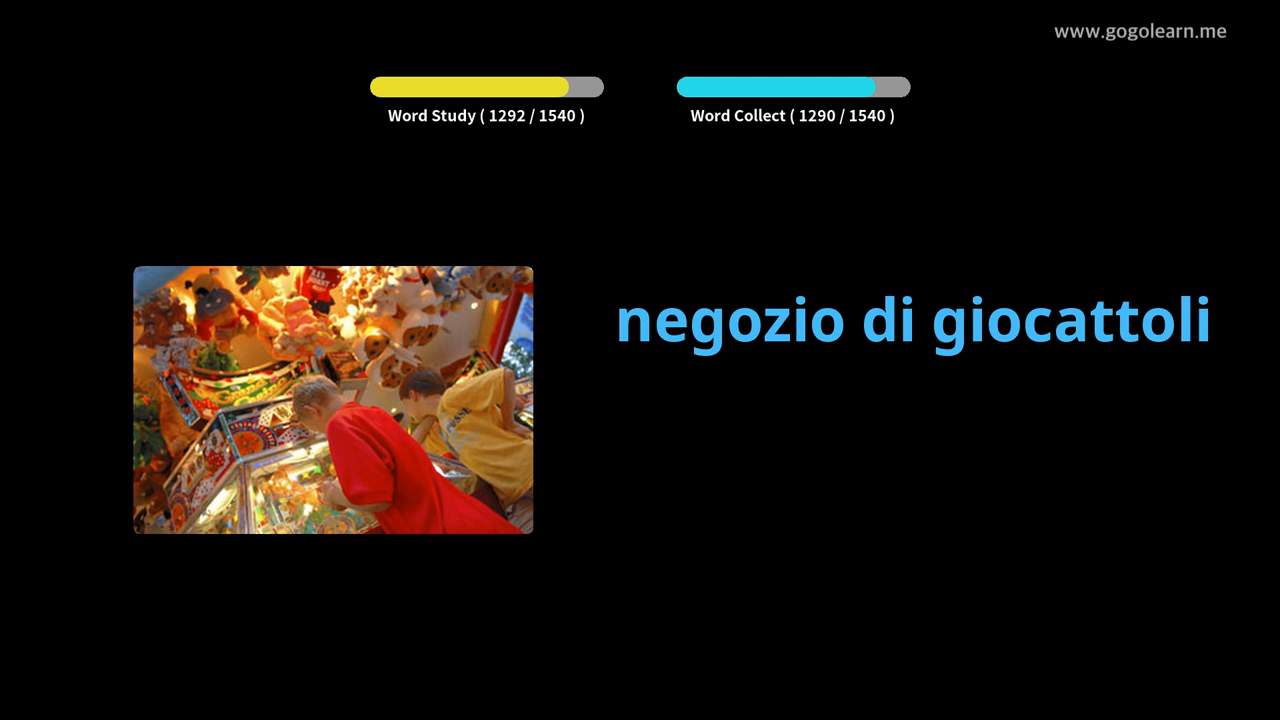 www.gogolearn.me
Word Study ( 1292 / 1540 )
Word Collect ( 1290 / 1540 )
negozio di giocattoli